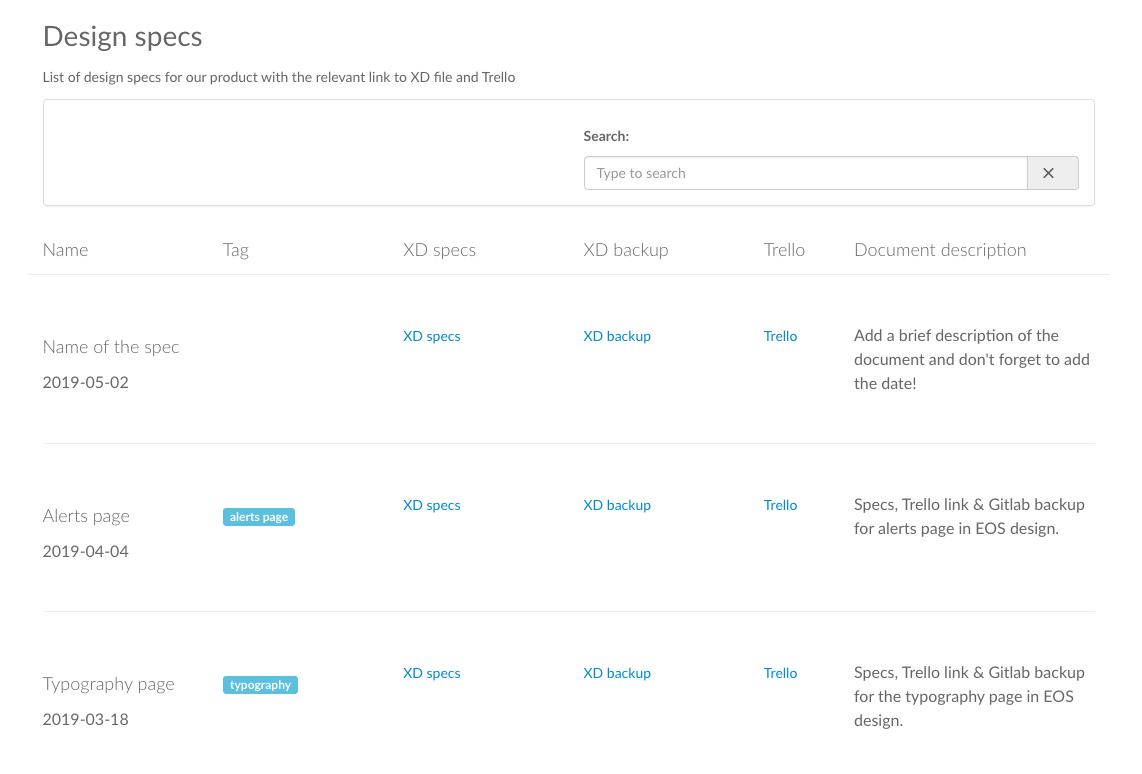 Design specs
List of design specs for our product with the relevant link to XD file and Trello
Search:
Type to search
Name Tag XD specs XD backup Trello Document description
Name of the spec
2019-05-02
XD specs XD backup Trello
Add a brief description of the
document and don't forget to add
the date!
Alerts page
2019-04-04
alerts page
XD specs XD backup Trello
Specs, Trello link & Gitlab backup
for alerts page in EOS design.
Typography page
2019-03-18
typography
XD specs XD backup Trello
Specs, Trello link & Gitlab backup
for the typography page in EOS
design.